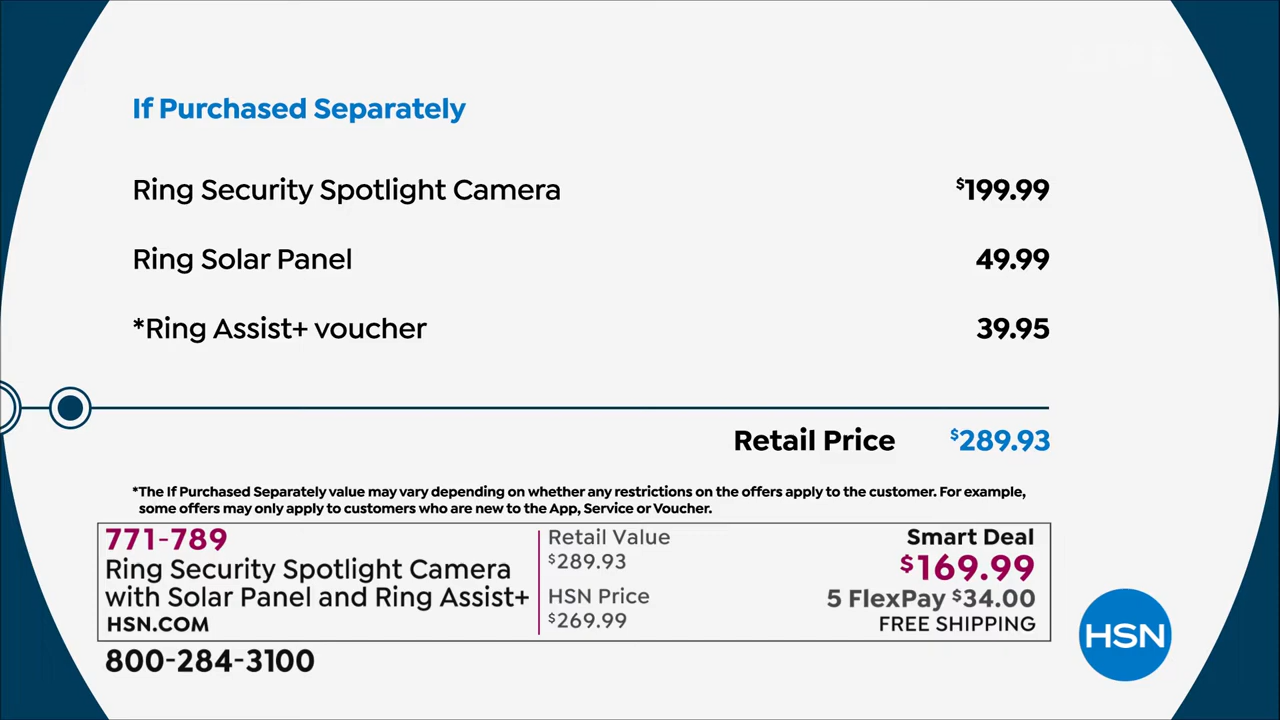 If Purchased Separately
Ring Security Spotlight Camera $199.99
Ring Solar Panel 49.99
*Ring Assist+ voucher 39.95
Retail Price $289.93
*The If Purchased Separately value may vary depending on whether any restrictions on the offers apply to the customer. For example,
some offers may only apply to customers who are new to the App, Service or Voucher.
771-789
Ring Security Spotlight Camera
with Solar Panel and Ring Assist+
HSN.COM
Retail Value
$289.93
HSN Price
$269.99
Smart Deal
$169.99
5 FlexPay $34.00
FREE SHIPPING
HSN
800-284-3100